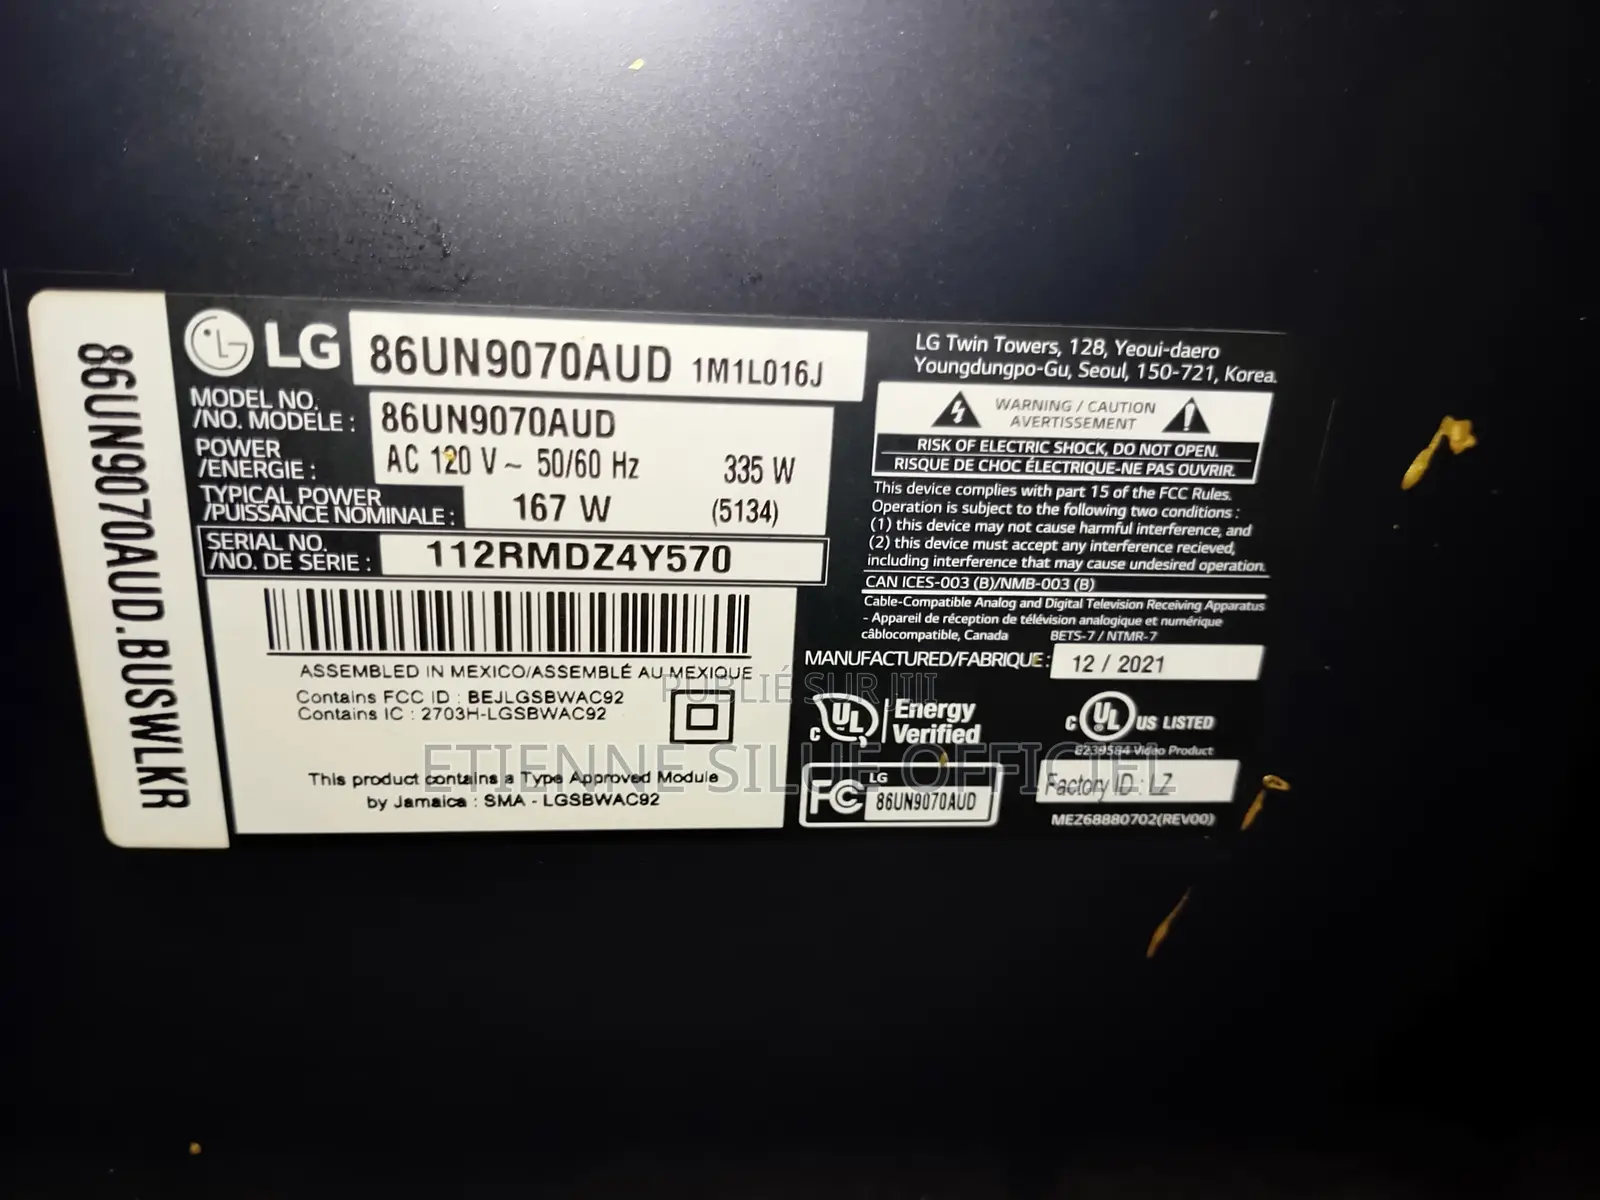 86UN9070AUD.BUSWLKR
LG 86UN9070AUD 1M1L016J
MODEL NO.
/NO. MODÈLE : 86UN9070AUD
POWER
/ENERGIE : AC 120 V ~ 50/60 Hz 335 W
TYPICAL POWER
/PUISSANCE NOMINALE : 167 W (5134)
SERIAL NO.
/NO. DE SÉRIE : 112RMDZ4Y570
ASSEMBLED IN MEXICO/ASSEMBLÉ AU MEXIQUE
Contains FCC ID : BEJLGSBWAC92
Contains IC : 2703H-LGSBWAC92
This product contains a Type Approved Module
by Jamaica : SMA - LGSBWAC92
LG Twin Towers, 128, Yeoui-daero
Youngdungpo-Gu, Seoul, 150-721, Korea.
WARNING / CAUTION
AVERTISSEMENT
RISK OF ELECTRIC SHOCK, DO NOT OPEN.
RISQUE DE CHOC ÉLECTRIQUE-NE PAS OUVRIR.
This device complies with part 15 of the FCC Rules.
Operation is subject to the following two conditions :
(1) this device may not cause harmful interference, and
(2) this device must accept any interference recieved,
including interference that may cause undesired operation.
CAN ICES-003 (B)/NMB-003 (B)
Cable-Compatible Analog and Digital Television Receiving Apparatus
- Appareil de réception de télévision analogique et numérique
câblocompatible, Canada BETS-7 / NTMR-7
MANUFACTURED/FABRIQUE : 12 / 2021
c UL Energy
Verified
c UL US LISTED
E239584 Video Product
FC LG
86UN9070AUD
Factory ID : LZ
MEZ68880702(REV00)
PUBLIÉ SUR JIJI
ETIENNE SILUE OFFICIEL